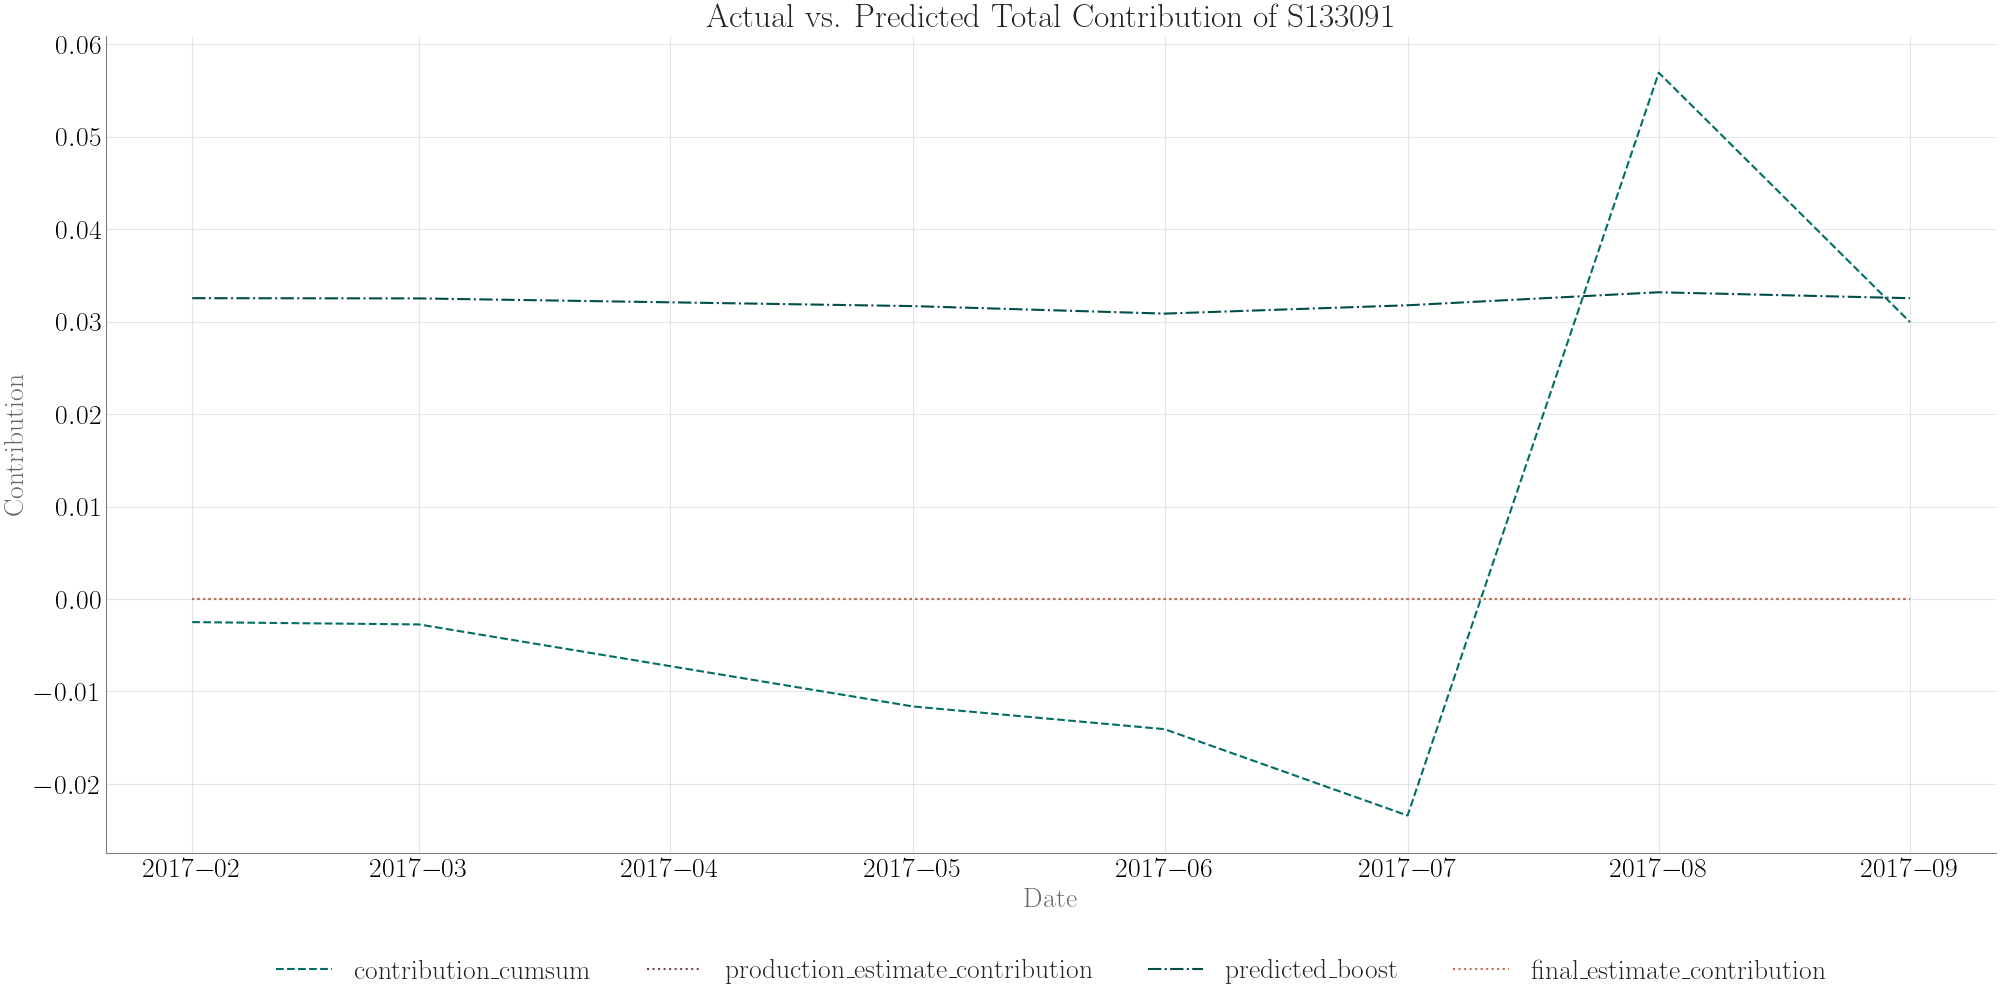 Actual vs. Predicted Total Contribution of S133091
0.06
0.05
0.04
0.03
0.02
0.01
0.00
−0.01
−0.02
Contribution
2017−02 2017−03 2017−04 2017−05 2017−06 2017−07 2017−08 2017−09
Date
contribution_cumsum production_estimate_contribution predicted_boost final_estimate_contribution